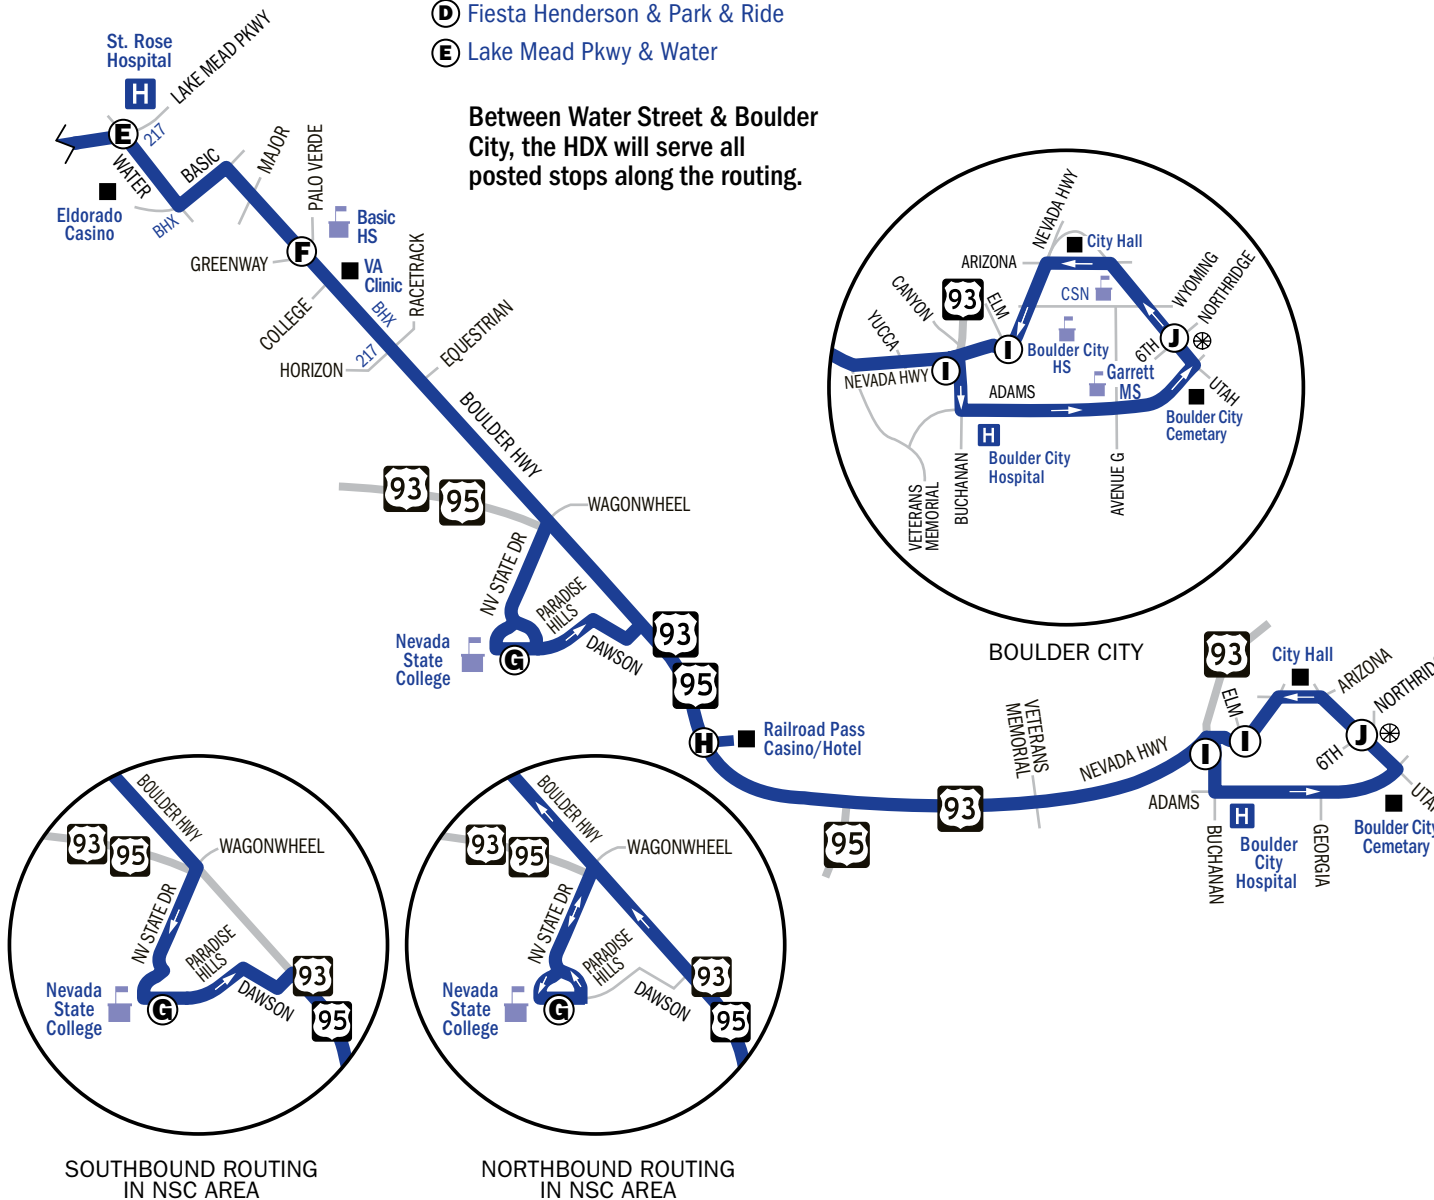 D Fiesta Henderson & Park & Ride
E Lake Mead Pkwy & Water
Between Water Street & Boulder
City, the HDX will serve all
posted stops along the routing.
St. Rose
Hospital
H
LAKE MEAD PKWY
E
217
WATER
BASIC
MAJOR
PALO VERDE
Eldorado
Casino
BHX
Basic
HS
GREENWAY
F
VA
Clinic
RACETRACK
COLLEGE
BHX
217
HORIZON
EQUESTRIAN
BOULDER HWY
93
95
WAGONWHEEL
NV STATE DR
PARADISE
HILLS
DAWSON
Nevada
State
College
G
93
95
H
Railroad Pass
Casino/Hotel
VETERANS
MEMORIAL
NEVADA HWY
95
93
93
ELM
City Hall
ARIZONA
NORTHRID
I
I
J
6TH
ADAMS
UTA
H
Boulder
City
Hospital
BUCHANAN
GEORGIA
Boulder City
Cemetary
NEVADA HWY
City Hall
ARIZONA
CANYON
93
ELM
CSN
WYOMING
NORTHRIDGE
YUCCA
I
Boulder City
HS
6TH
J
NEVADA HWY
I
Garrett
MS
ADAMS
UTAH
Boulder City
Cemetary
H
Boulder City
Hospital
VETERANS
MEMORIAL
BUCHANAN
AVENUE G
BOULDER CITY
BOULDER HWY
93
95
WAGONWHEEL
NV STATE DR
PARADISE
HILLS
DAWSON
93
95
Nevada
State
College
G
SOUTHBOUND ROUTING
IN NSC AREA
BOULDER HWY
93
95
WAGONWHEEL
NV STATE DR
PARADISE
HILLS
DAWSON
93
95
Nevada
State
College
G
NORTHBOUND ROUTING
IN NSC AREA